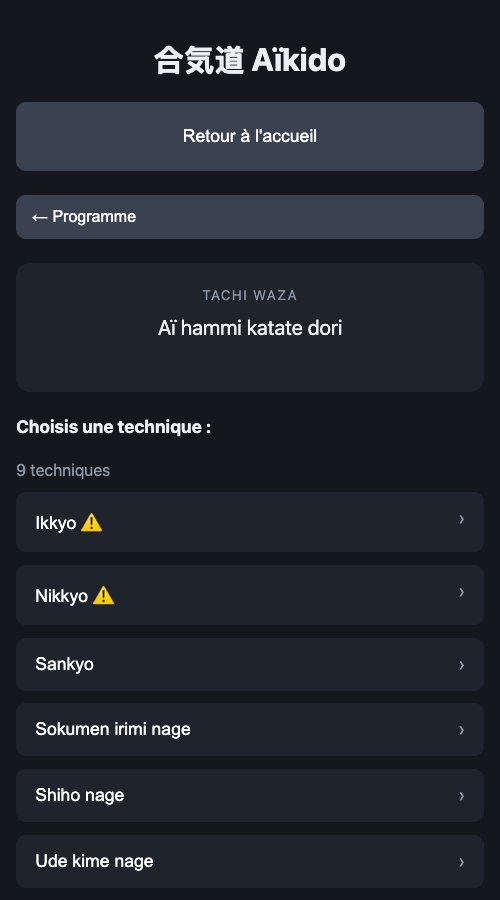 合気道 Aïkido
Retour à l'accueil
← Programme
TACHI WAZA
Aï hammi katate dori
Choisis une technique :
9 techniques
Ikkyo ⚠️ ›
Nikkyo ⚠️ ›
Sankyo ›
Sokumen irimi nage ›
Shiho nage ›
Ude kime nage ›